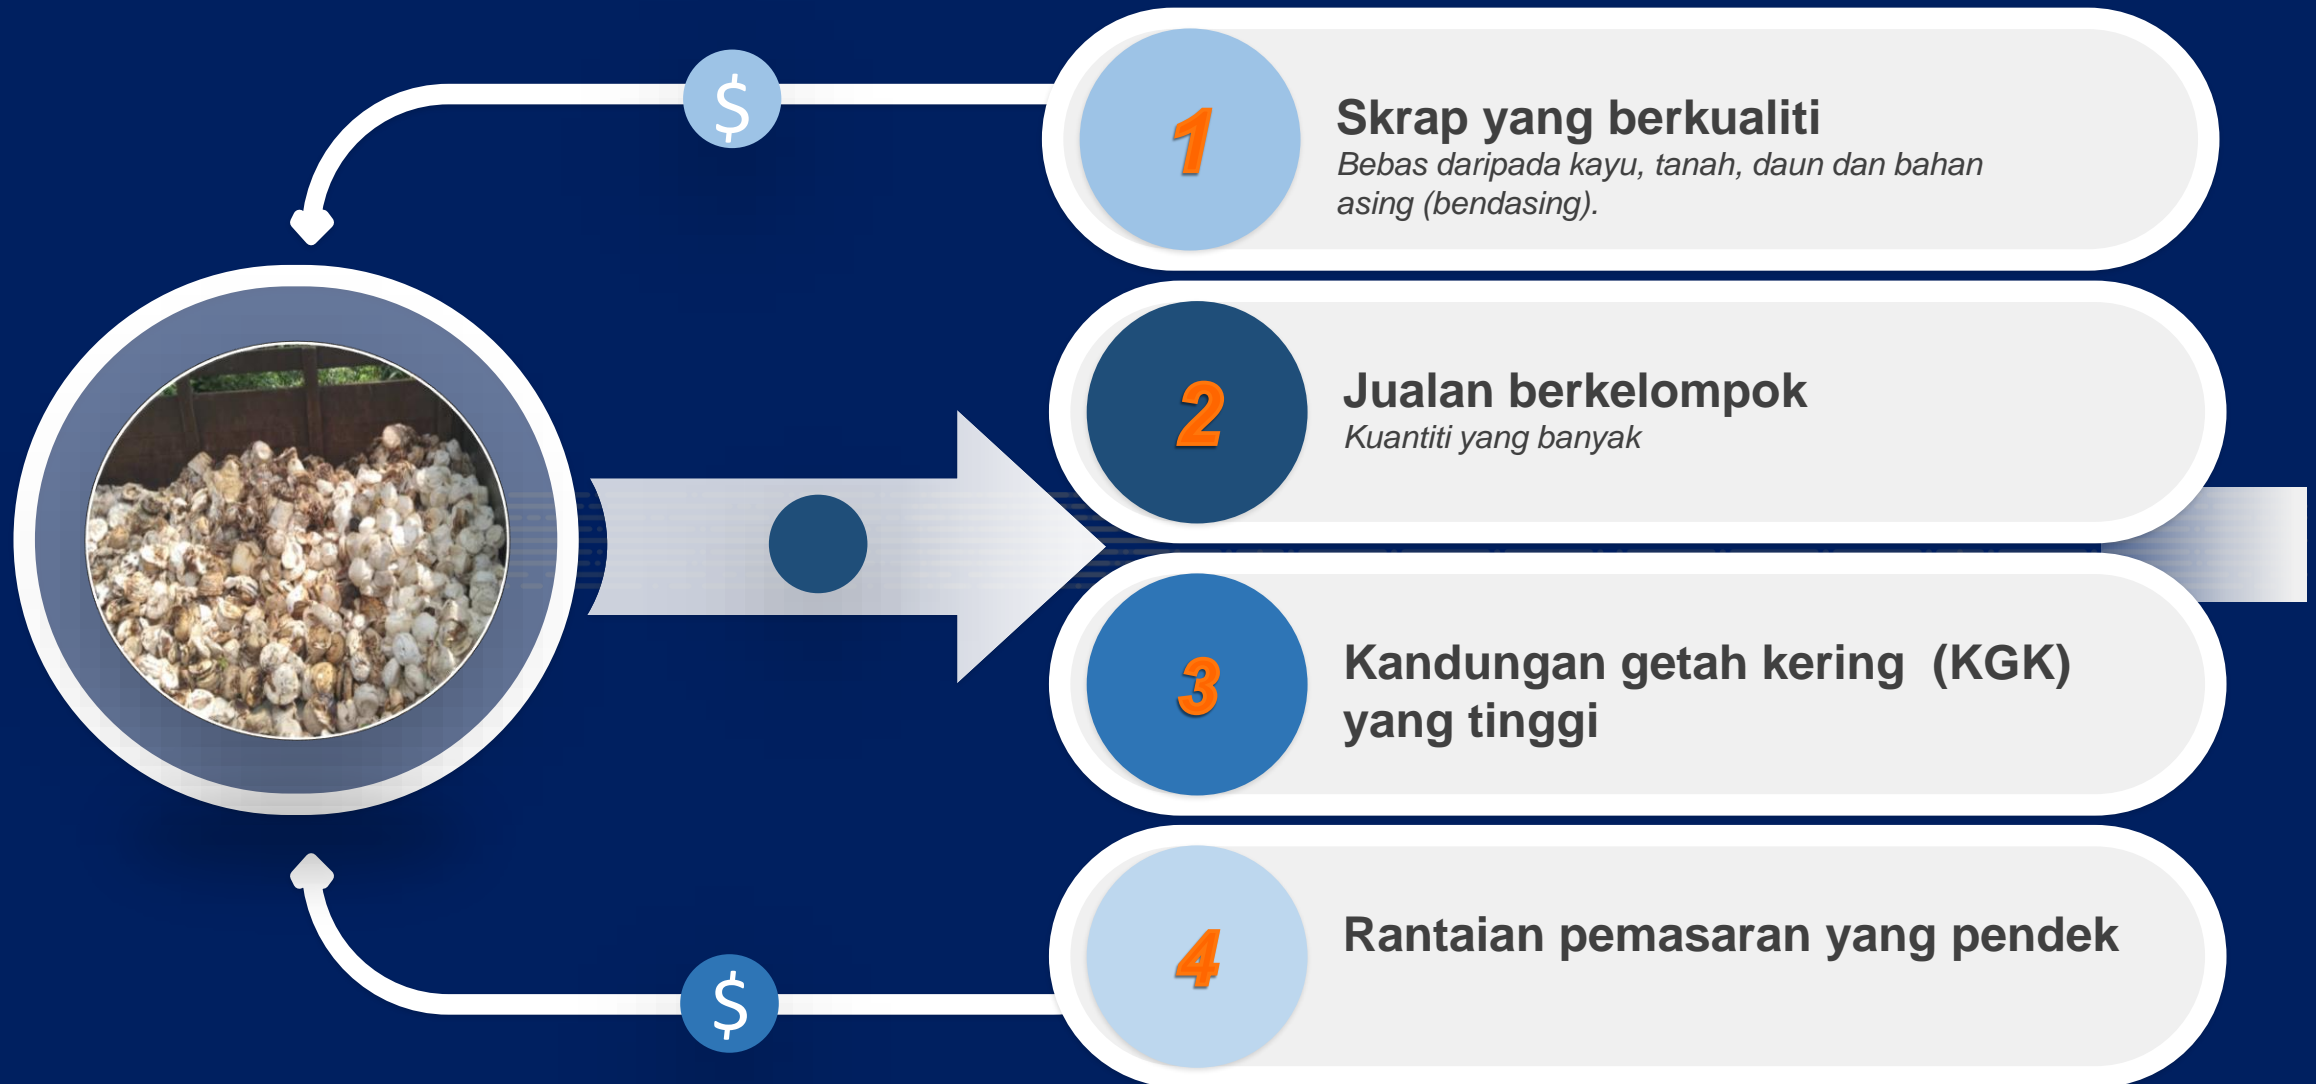 $
1
Skrap yang berkualiti
Bebas daripada kayu, tanah, daun dan bahan
asing (bendasing).
2
Jualan berkelompok
Kuantiti yang banyak
3
Kandungan getah kering  (KGK)
yang tinggi
4
Rantaian pemasaran yang pendek
$